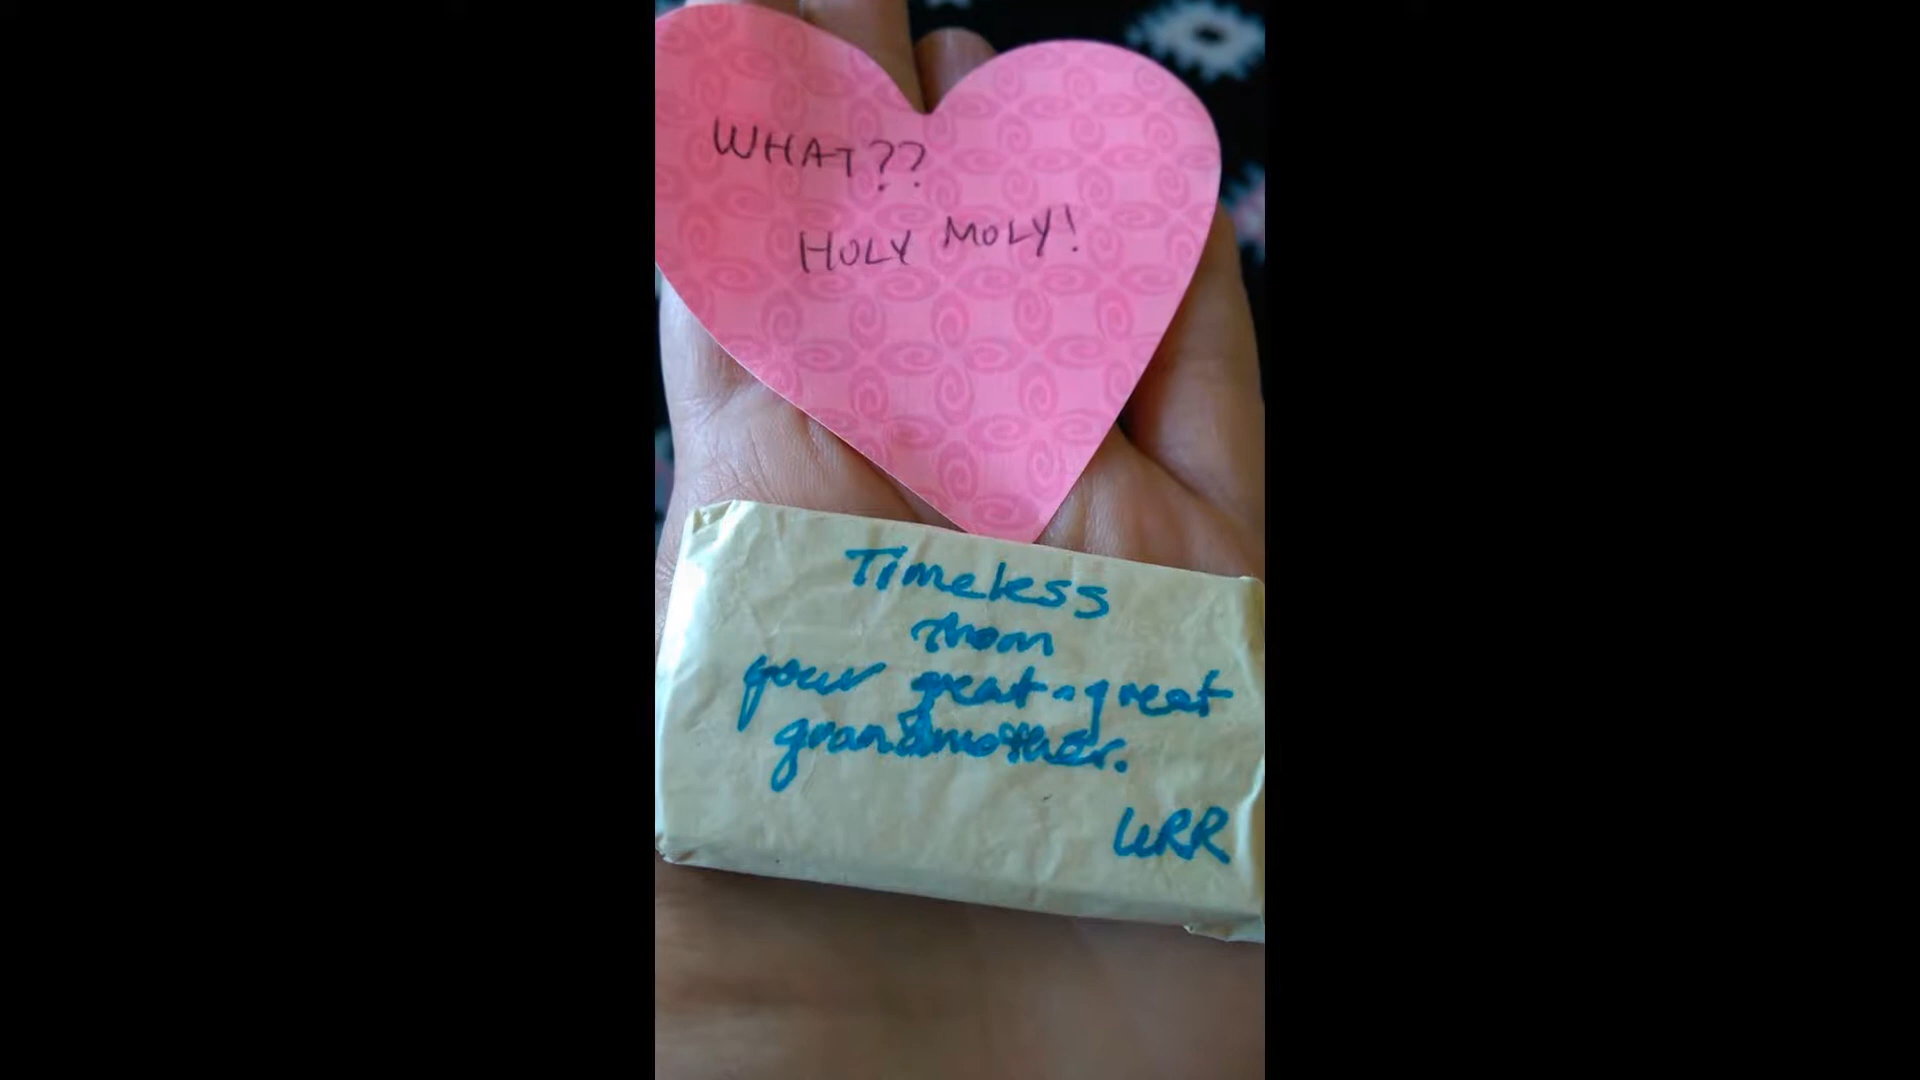 WHAT??
HOLY MOLY!
Timeless
from
your great-great
grandmother.